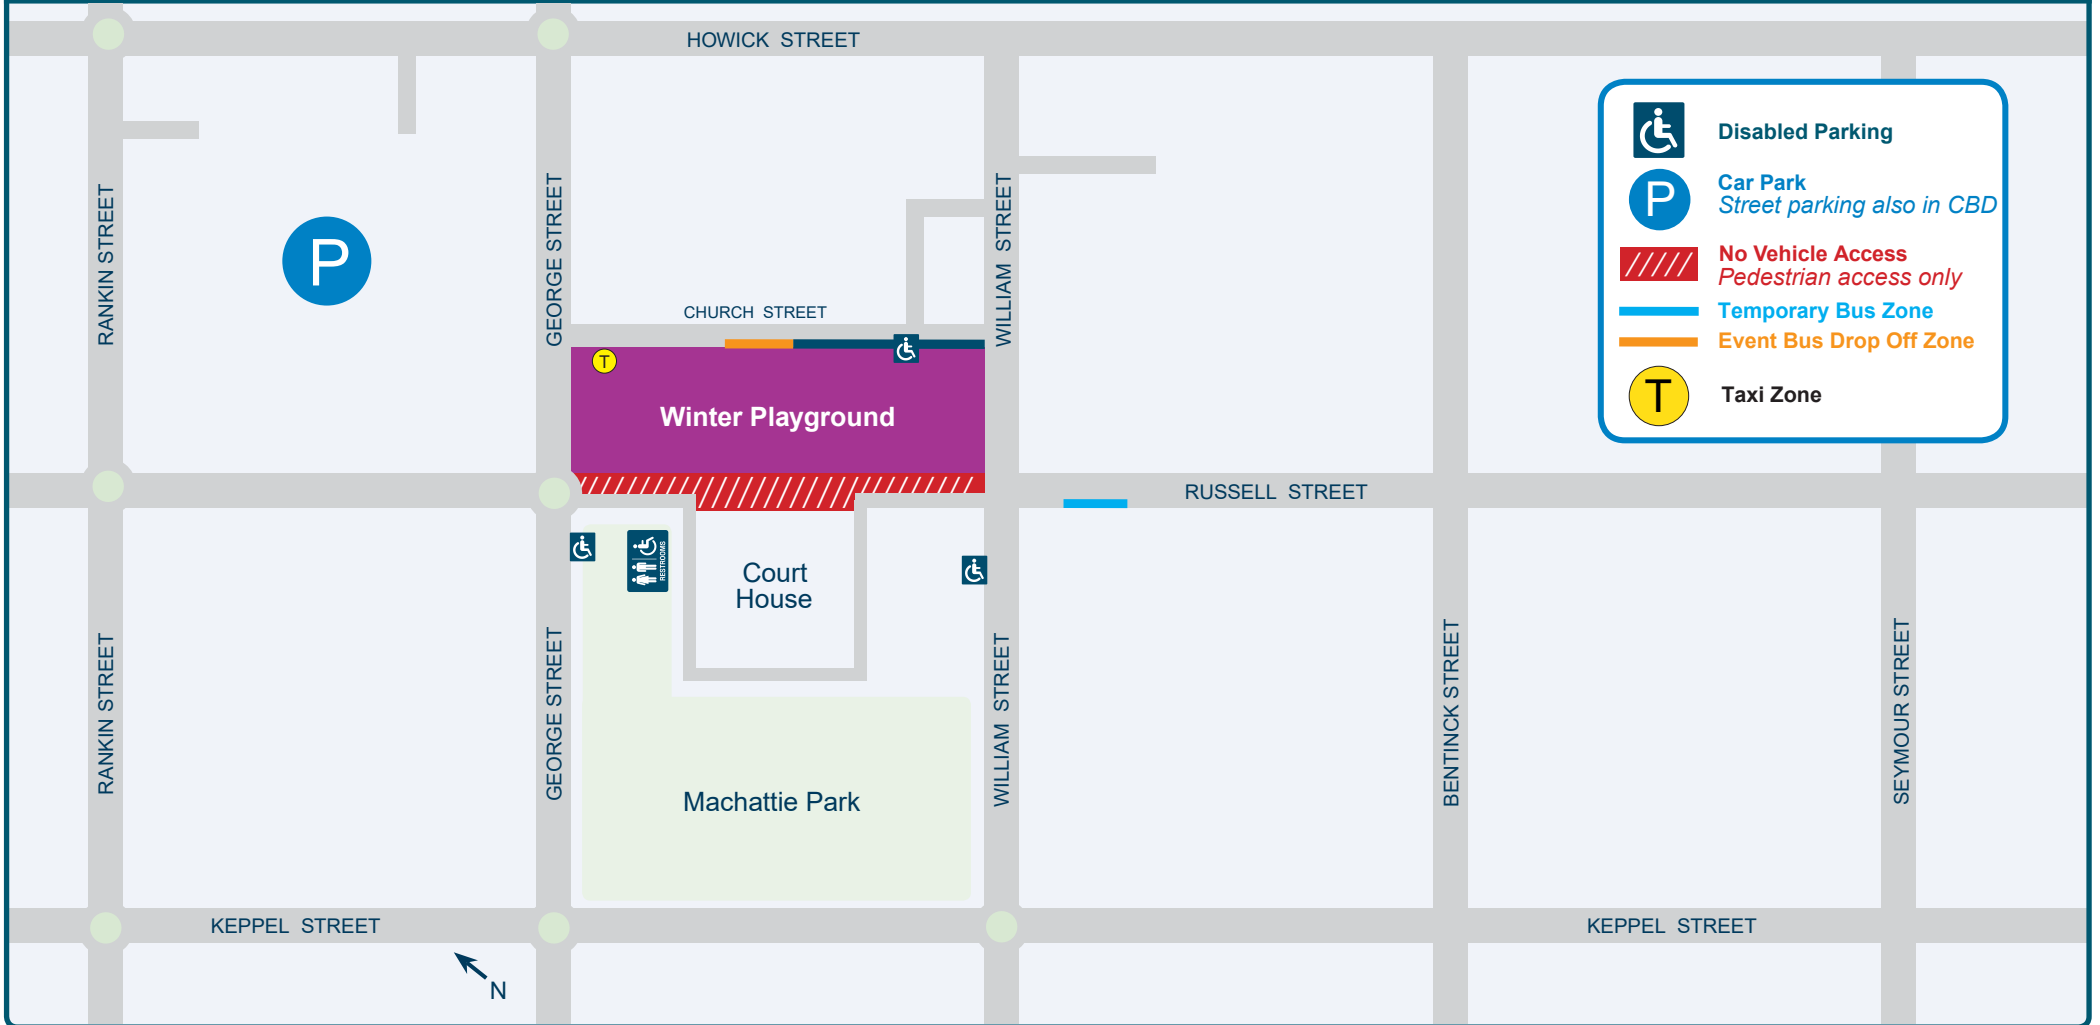 HOWICK STREET
Disabled Parking
P
Car Park
Street parking also in CBD
No Vehicle Access
Pedestrian access only
Temporary Bus Zone
Event Bus Drop Off Zone
T
Taxi Zone
RANKIN STREET
P
GEORGE STREET
WILLIAM STREET
CHURCH STREET
T
Winter Playground
RUSSELL STREET
RESTROOMS
Court
House
RANKIN STREET
GEORGE STREET
WILLIAM STREET
BENTINCK STREET
SEYMOUR STREET
Machattie Park
KEPPEL STREET
KEPPEL STREET
N